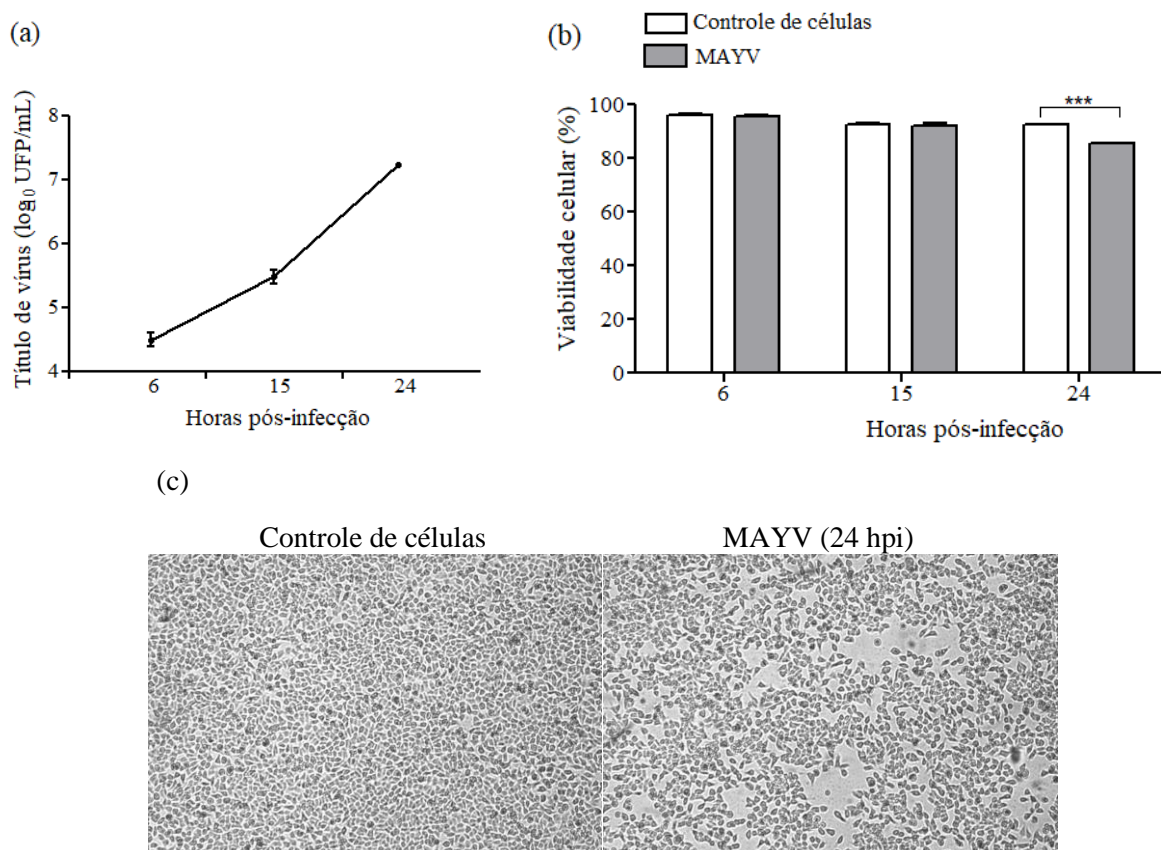 (a)
Título de vírus (log10 UFP/mL)
8
7
6
5
4
6 15 24
Horas pós-infecção
(b)
Controle de células
MAYV
Viabilidade celular (%)
100
80
60
40
20
0
***
6 15 24
Horas pós-infecção
(c)
Controle de células
MAYV (24 hpi)